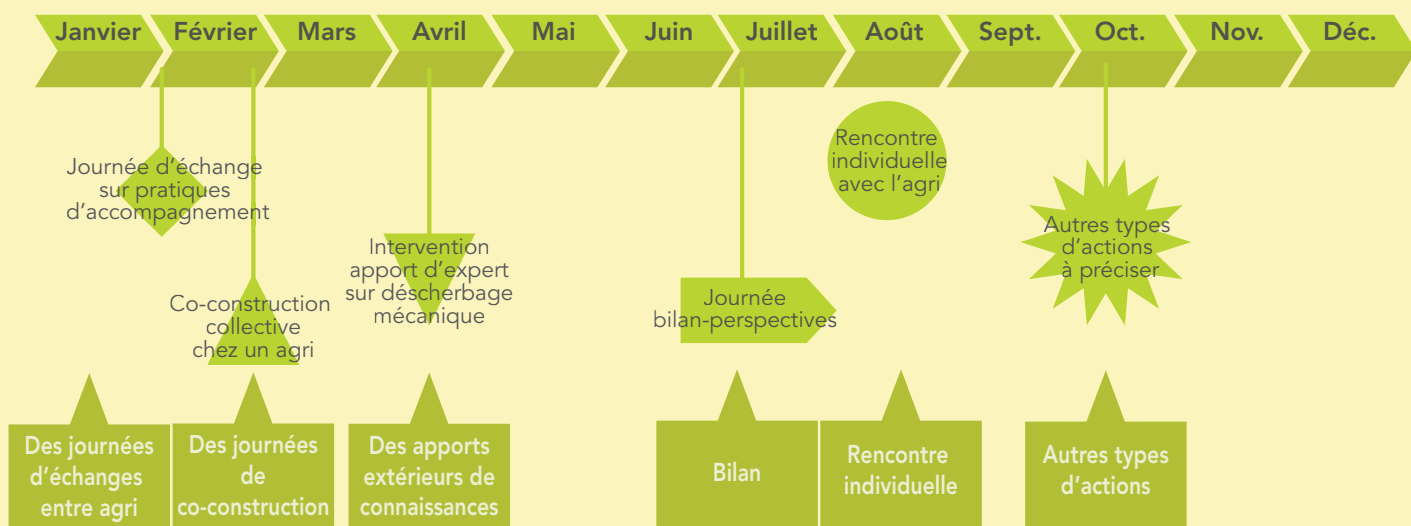 Janvier Février Mars Avril Mai Juin Juillet Août Sept. Oct. Nov. Déc.
Journée d'échange
sur pratiques
d'accompagnement
Co-construction
collective
chez un agri
Intervention
apport d'expert
sur déscherbage
mécanique
Journée
bilan-perspectives
Rencontre
individuelle
avec l'agri
Autres types
d'actions
à préciser
Des journées
d'échanges
entre agri
Des journées
de
co-construction
Des apports
extérieurs de
connaissances
Bilan
Rencontre
individuelle
Autres types
d'actions